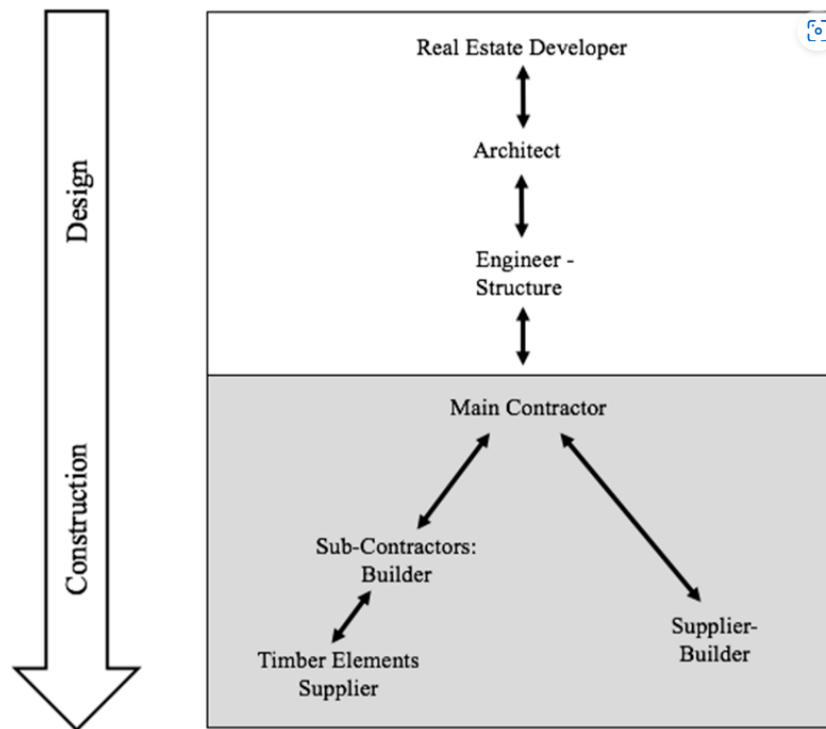 Real Estate Developer
Architect
Design
Engineer -
Structure
Main Contractor
Construction
Sub-Contractors:
Builder
Supplier-
Builder
Timber Elements
Supplier